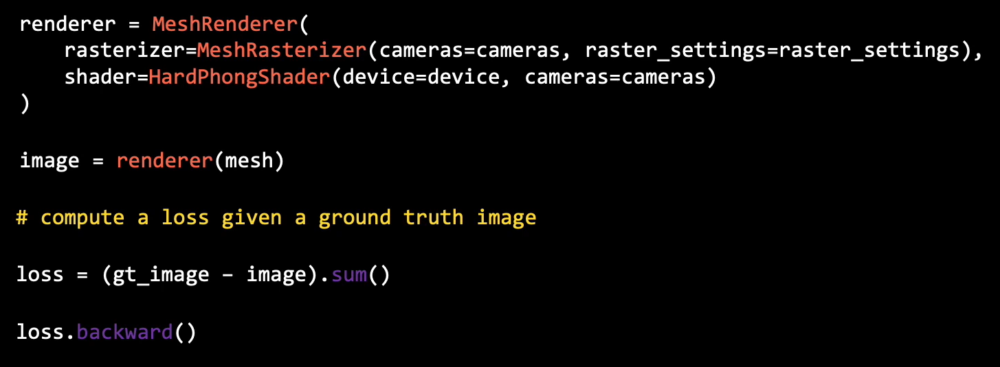 renderer = MeshRenderer(
    rasterizer=MeshRasterizer(cameras=cameras, raster_settings=raster_settings),
    shader=HardPhongShader(device=device, cameras=cameras)
)
image = renderer(mesh)
# compute a loss given a ground truth image
loss = (gt_image – image).sum()
loss.backward()